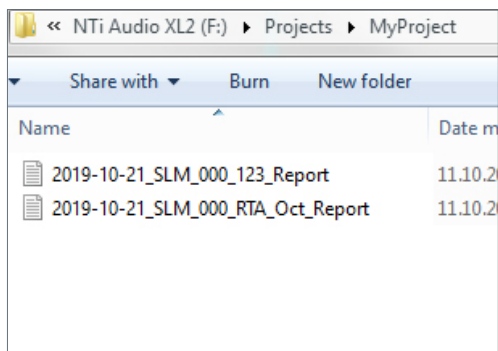 « NTi Audio XL2 (F:) ▸ Projects ▸ MyProject
Share with ▾ Burn New folder
Name Date m
2019-10-21_SLM_000_123_Report 11.10.20
2019-10-21_SLM_000_RTA_Oct_Report 11.10.20